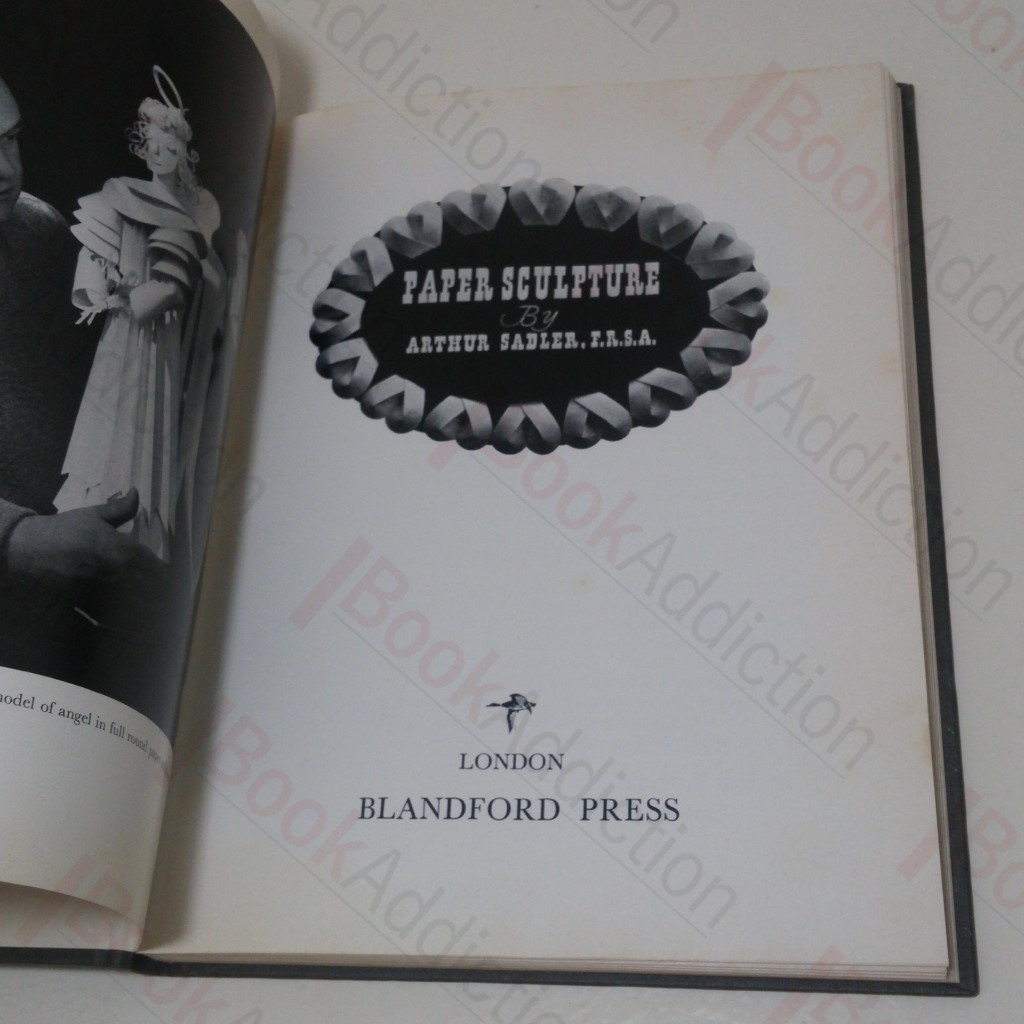 model of angel in full round
PAPER SCULPTURE
By
ARTHUR SADLER, F.R.S.A.
LONDON
BLANDFORD PRESS
BookAddiction